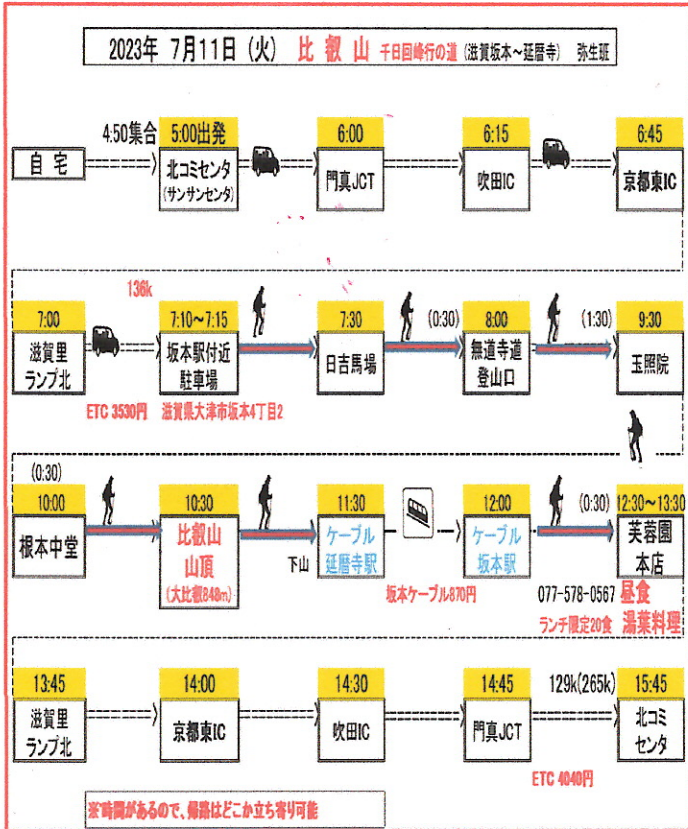 2023年 7月11日 (火) 比叡山 千日回峰行の道 (滋賀坂本～延暦寺) 弥生班
4:50集合 5:00出発 6:00 6:15 6:45
自宅 北コミセンタ 門真JCT 吹田IC 京都東IC
(サンサンセンタ)
136k
7:00 7:10～7:15 7:30 (0:30) 8:00 (1:30) 9:30
滋賀里 坂本駅付近 日吉馬場 無道寺道 玉照院
ランプ北 駐車場 登山口
ETC 3530円 滋賀県大津市坂本4丁目2
(0:30)
10:00 10:30 11:30 12:00 (0:30) 12:30～13:30
根本中堂 比叡山 ケーブル ケーブル 芙蓉園
山頂 下山 延暦寺駅 坂本駅 本店
(大比叡848m) 坂本ケーブル870円 077-578-0567 昼食
ランチ限定20食 湯葉料理
13:45 14:00 14:30 14:45 129k(265k) 15:45
滋賀里 京都東IC 吹田IC 門真JCT 北コミ
ランプ北 センタ
ETC 4040円
※時間があるので、帰路はどこか立ち寄り可能